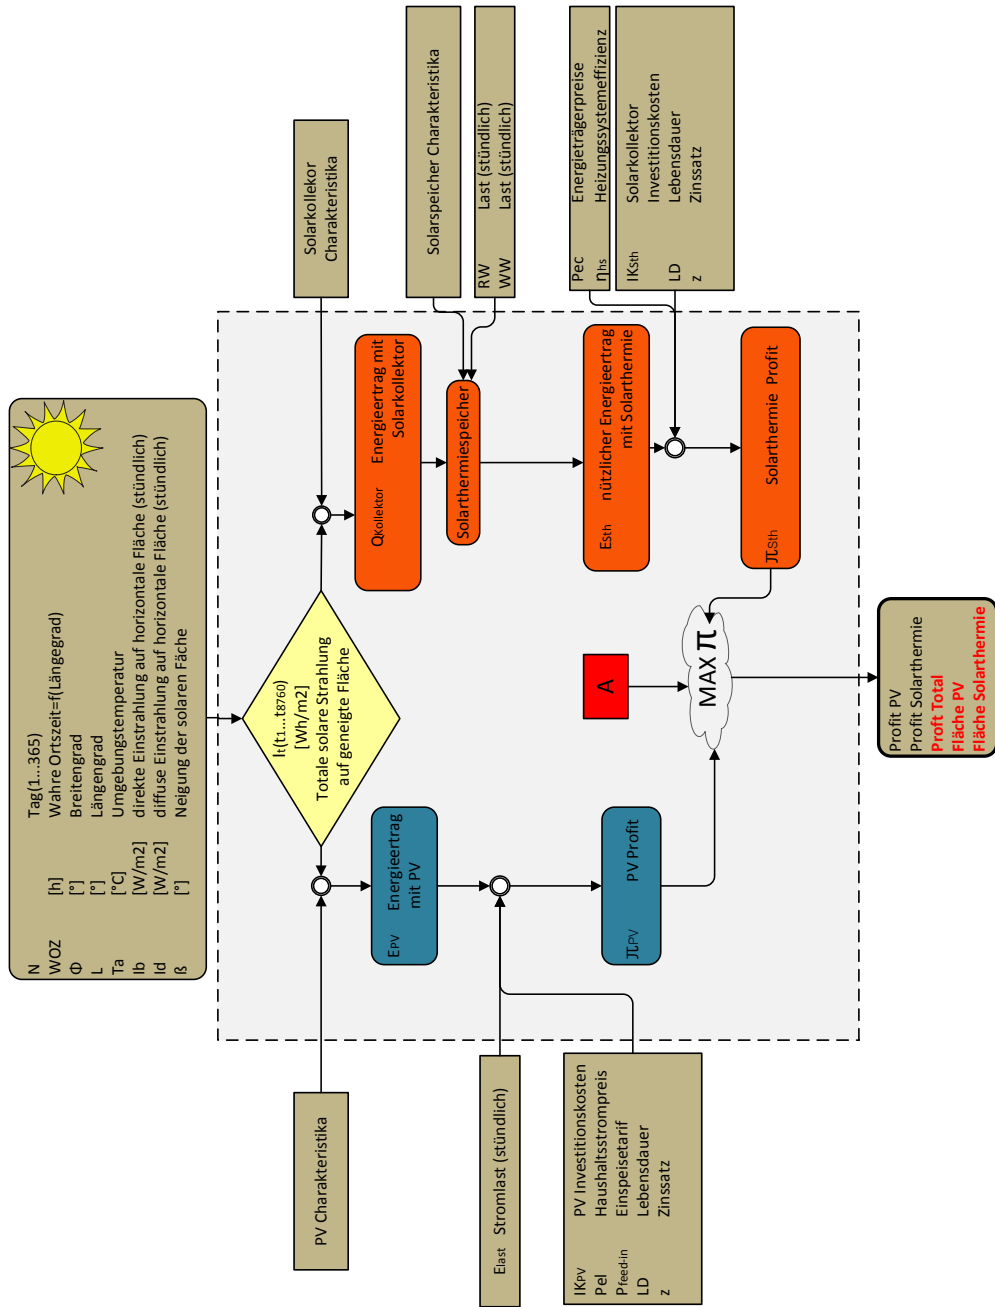 N Tag(1...365)
WOZ [h] Wahre Ortszeit=f(Längegrad)
Φ [°] Breitengrad
L [°] Längengrad
Ta [°C] Umgebungstemperatur
Ib [W/m2] direkte Einstrahlung auf horizontale Fläche (stündlich)
Id [W/m2] diffuse Einstrahlung auf horizontale Fläche (stündlich)
ß [°] Neigung der solaren Fäche
PV Charakteristika
It(t1...t8760)
[Wh/m2]
Totale solare Strahlung
auf geneigte Fläche
Solarkollekor
Charakteristika
EPV Energieertrag
mit PV
QKollektor Energieertrag mit
Solarkollektor
Solarspeicher Charakteristika
Solarthermiespeicher
RW Last (stündlich)
WW Last (stündlich)
Elast Stromlast (stündlich)
IKPV PV Investitionskosten
Pel Haushaltsstrompreis
Pfeed-in Einspeisetarif
LD Lebensdauer
z Zinssatz
πPV PV Profit
A
ESth nützlicher Energieertrag
mit Solarthermie
Pec Energieträgerpreise
ηhs Heizungssystemeffizienz
IKSth Solarkollektor
Investitionskosten
LD Lebensdauer
z Zinssatz
MAX π
πSth Solarthermie Profit
Profit PV
Profit Solarthermie
Proft Total
Fläche PV
Fläche Solarthermie